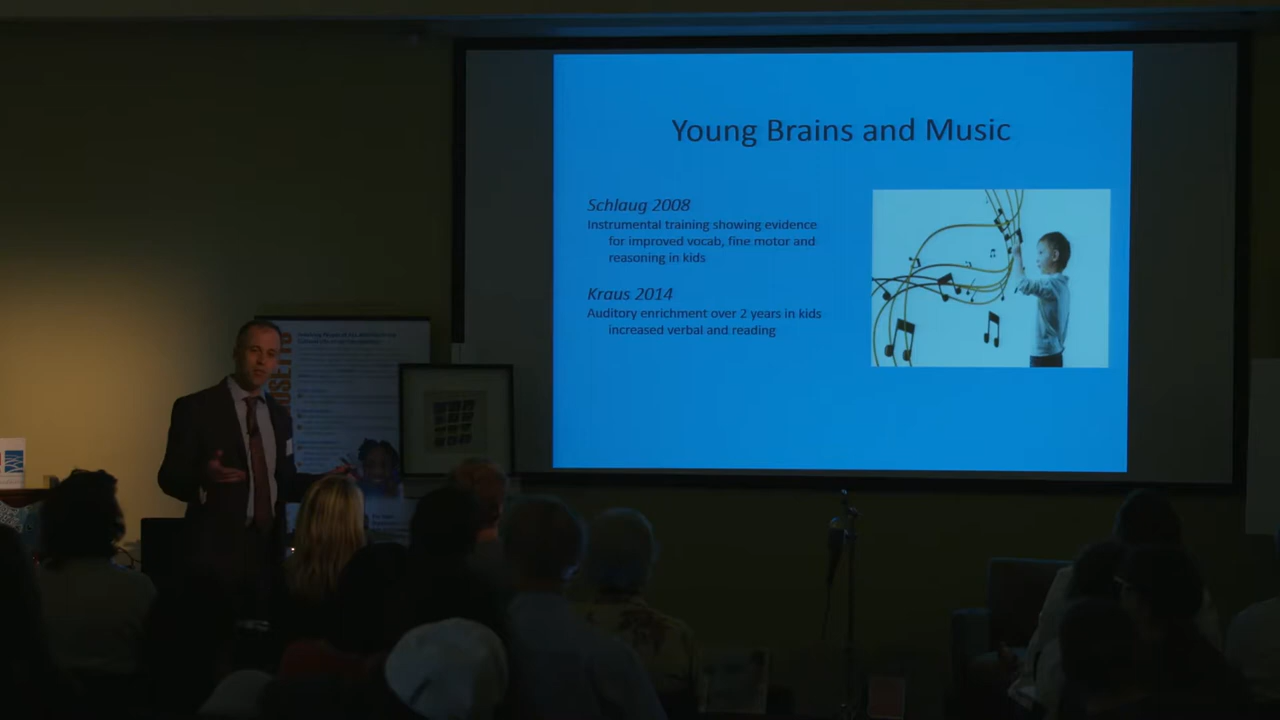 Young Brains and Music
Schlaug 2008
Instrumental training showing evidence
for improved vocab, fine motor and
reasoning in kids
Kraus 2014
Auditory enrichment over 2 years in kids
increased verbal and reading